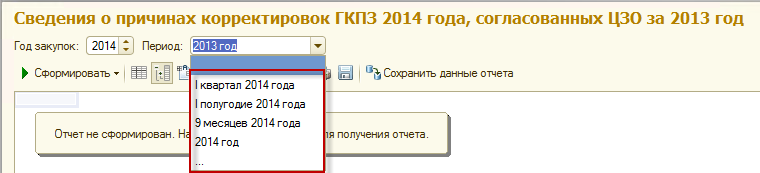 Сведения о причинах корректировок ГКПЗ 2014 года, согласованных ЦЗО за 2013 год
Год закупок: 2014 Период: 2013 год
Сформировать Сохранить данные отчета
I квартал 2014 года
I полугодие 2014 года
9 месяцев 2014 года
2014 год
...
Отчет не сформирован. На ля получения отчета.